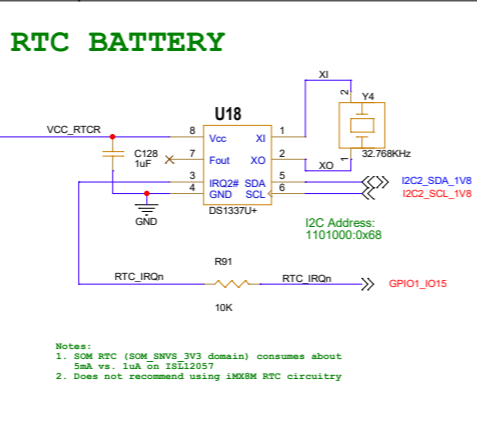 RTC BATTERY
XI
U18
2
Y4
VCC_RTCR
8
Vcc
XI
1
C128
1uF
7
Fout
XO
2
XO
1
32.768KHz
3
IRQ2#
SDA
5
I2C2_SDA_1V8
4
GND
SCL
6
I2C2_SCL_1V8
DS1337U+
GND
I2C Address:
1101000:0x68
R91
RTC_IRQn
RTC_IRQn
GPIO1_IO15
10K
Notes:
1. SOM RTC (SOM_SNVS_3V3 domain) consumes about
5mA vs. 1uA on ISL12057
2. Does not recommend using iMX8M RTC circuitry